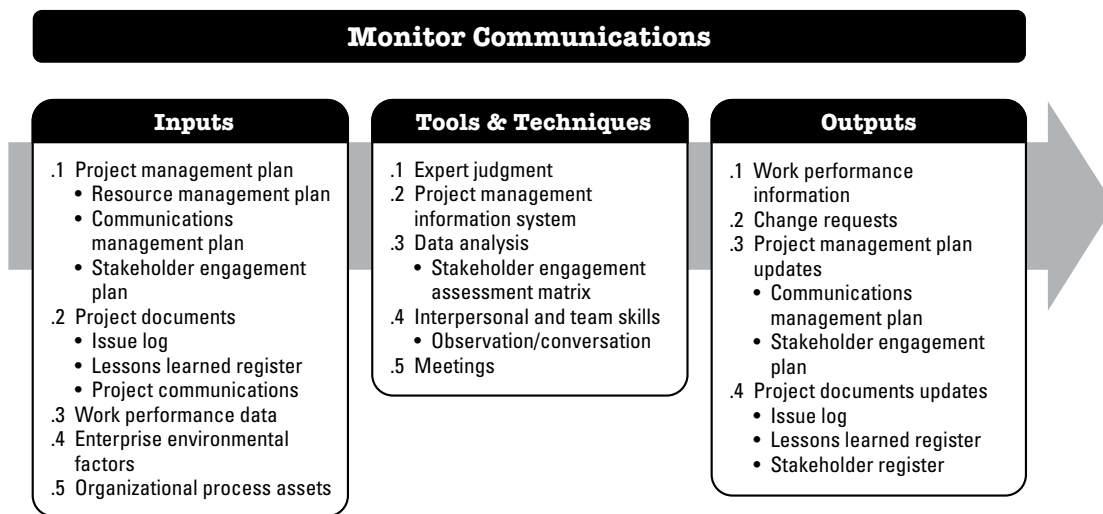 Monitor Communications
Inputs
.1 Project management plan
• Resource management plan
• Communications
management plan
• Stakeholder engagement
plan
.2 Project documents
• Issue log
• Lessons learned register
• Project communications
.3 Work performance data
.4 Enterprise environmental
factors
.5 Organizational process assets
Tools & Techniques
.1 Expert judgment
.2 Project management
information system
.3 Data analysis
• Stakeholder engagement
assessment matrix
.4 Interpersonal and team skills
• Observation/conversation
.5 Meetings
Outputs
.1 Work performance
information
.2 Change requests
.3 Project management plan
updates
• Communications
management plan
• Stakeholder engagement
plan
.4 Project documents updates
• Issue log
• Lessons learned register
• Stakeholder register